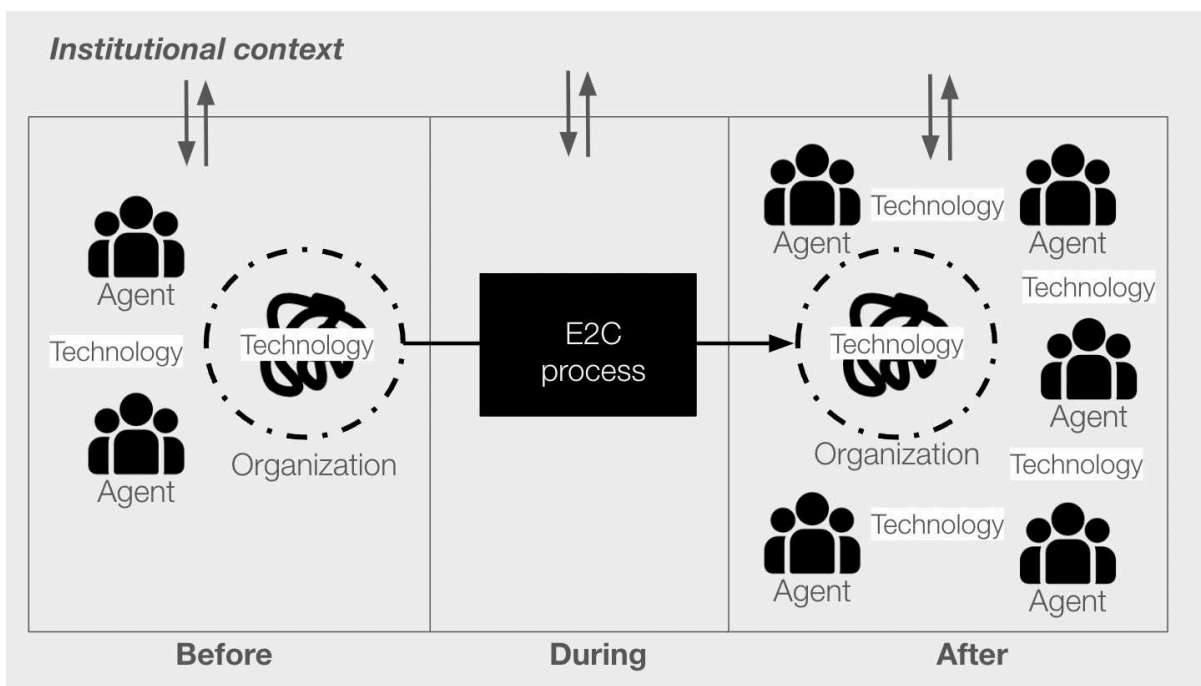 Institutional context
Agent
Technology
Technology
Agent
Organization
Before
E2C
process
During
Agent
Technology
Agent
Technology
Technology
Agent
Organization
Technology
Technology
Agent
Agent
After